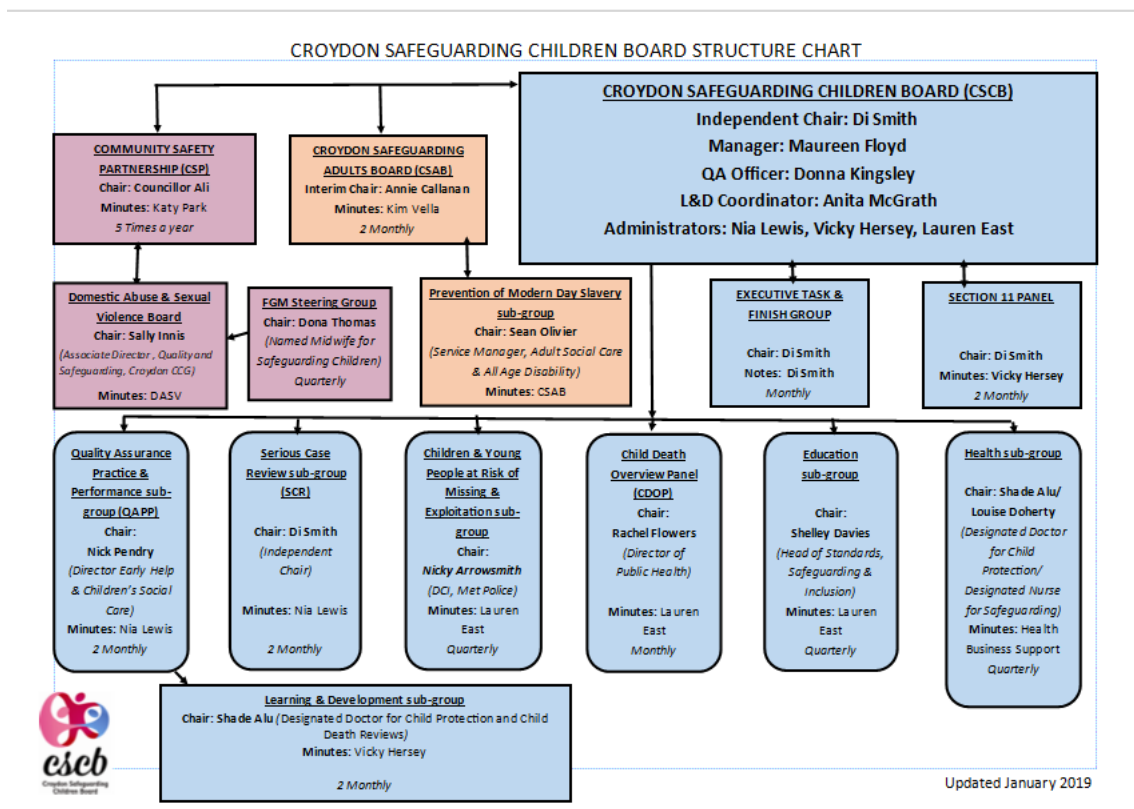 CROYDON SAFEGUARDING CHILDREN BOARD STRUCTURE CHART
CROYDON SAFEGUARDING CHILDREN BOARD (CSCB)
Independent Chair: Di Smith
Manager: Maureen Floyd
QA Officer: Donna Kingsley
L&D Coordinator: Anita McGrath
Administrators: Nia Lewis, Vicky Hersey, Lauren East
COMMUNITY SAFETY
PARTNERSHIP (CSP)
Chair: Councillor Ali
Minutes: Katy Park
5 Times a year
CROYDON SAFEGUARDING
ADULTS BOARD (CSAB)
Interim Chair: Annie Callanan
Minutes: Kim Vella
2 Monthly
Domestic Abuse & Sexual
Violence Board
Chair: Sally Innis
(Associate Director , Quality and
Safeguarding, Croydon CCG)
Minutes: DASV
FGM Steering Group
Chair: Dona Thomas
(Named Midwife for
Safeguarding Children)
Quarterly
Prevention of Modern Day Slavery
sub-group
Chair: Sean Olivier
(Service Manager, Adult Social Care
& All Age Disability)
Minutes: CSAB
EXECUTIVE TASK &
FINISH GROUP
Chair: Di Smith
Notes: Di Smith
Monthly
SECTION 11 PANEL
Chair: Di Smith
Minutes: Vicky Hersey
2 Monthly
Quality Assurance
Practice &
Performance sub-
group (QAPP)
Chair:
Nick Pendry
(Director Early Help
& Children's Social
Care)
Minutes: Nia Lewis
2 Monthly
Serious Case
Review sub-group
(SCR)
Chair: Di Smith
(Independent
Chair)
Minutes: Nia Lewis
2 Monthly
Children & Young
People at Risk of
Missing &
Exploitation sub-
group
Chair:
Nicky Arrowsmith
(DCI, Met Police)
Minutes: Lauren
East
Quarterly
Child Death
Overview Panel
(CDOP)
Chair:
Rachel Flowers
(Director of
Public Health)
Minutes: Lauren
East
Monthly
Education
sub-group
Chair:
Shelley Davies
(Head of Standards,
Safeguarding &
Inclusion)
Minutes: Lauren
East
Quarterly
Health sub-group
Chair: Shade Alu/
Louise Doherty
(Designated Doctor
for Child
Protection/
Designated Nurse
for Safeguarding)
Minutes: Health
Business Support
Quarterly
Learning & Development sub-group
Chair: Shade Alu (Designated Doctor for Child Protection and Child
Death Reviews)
Minutes: Vicky Hersey
2 Monthly
cscb
Croydon Safeguarding
Children Board
Updated January 2019